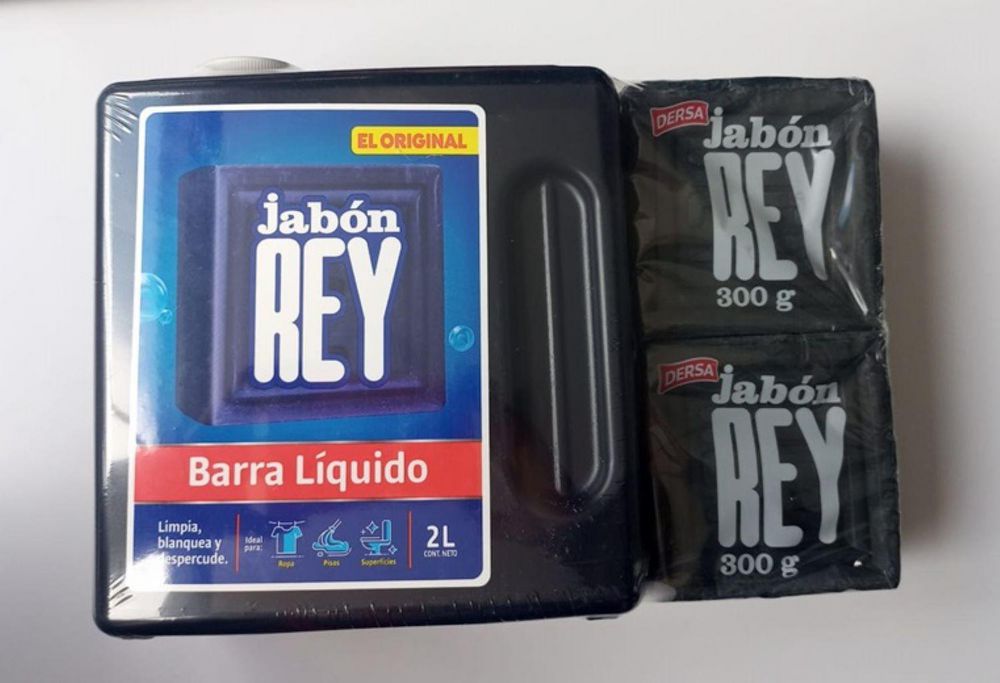 EL ORIGINAL
jabón
REY
Barra Líquido
Limpia,
blanquea y
despercude.
Ideal
para:
Ropa
Pisos
Superficies
2L
CONT. NETO
DERSA
jabón
REY
300 g
DERSA
jabón
REY
300 g